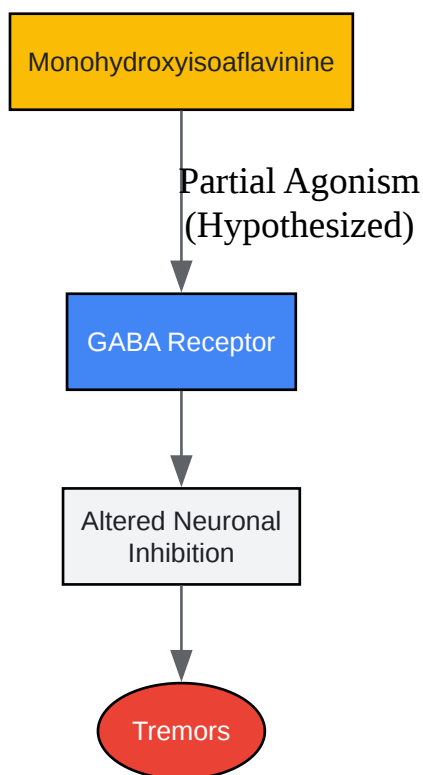 Monohydroxyisoaflavinine
Partial Agonism
(Hypothesized)
GABA Receptor
Altered Neuronal
Inhibition
Tremors